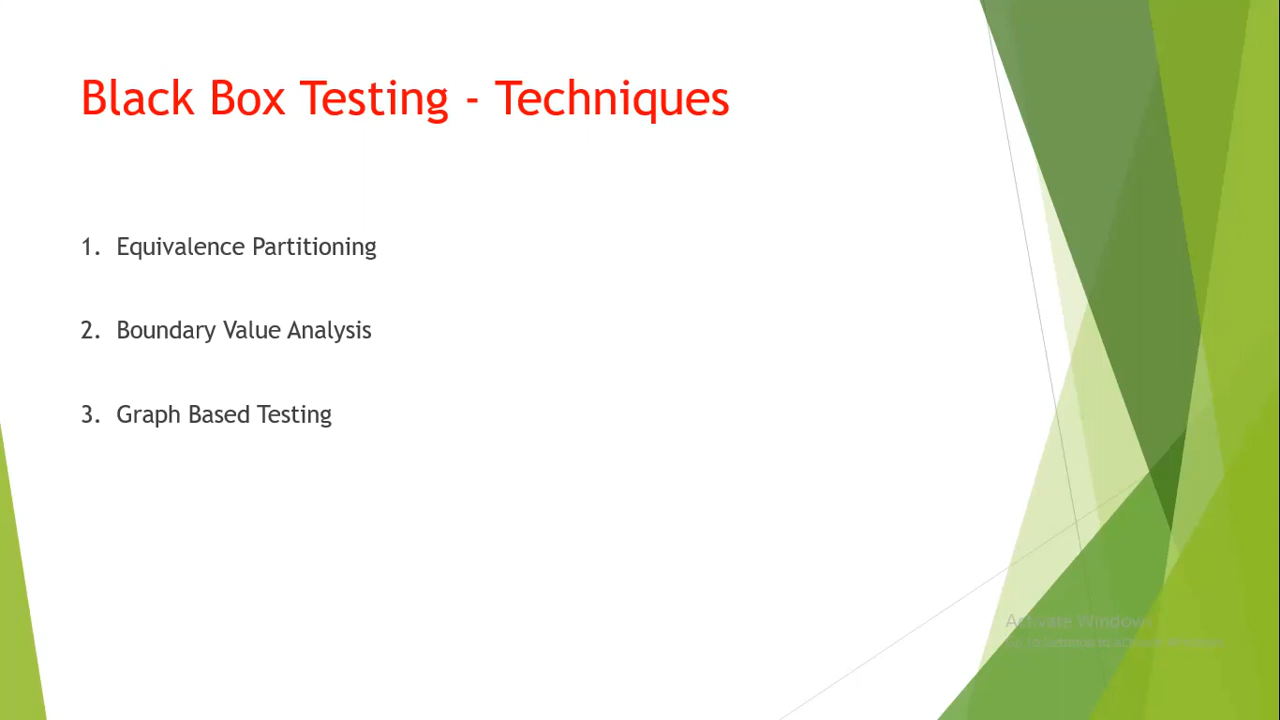 Black Box Testing - Techniques
1. Equivalence Partitioning
2. Boundary Value Analysis
3. Graph Based Testing
Activate Windows